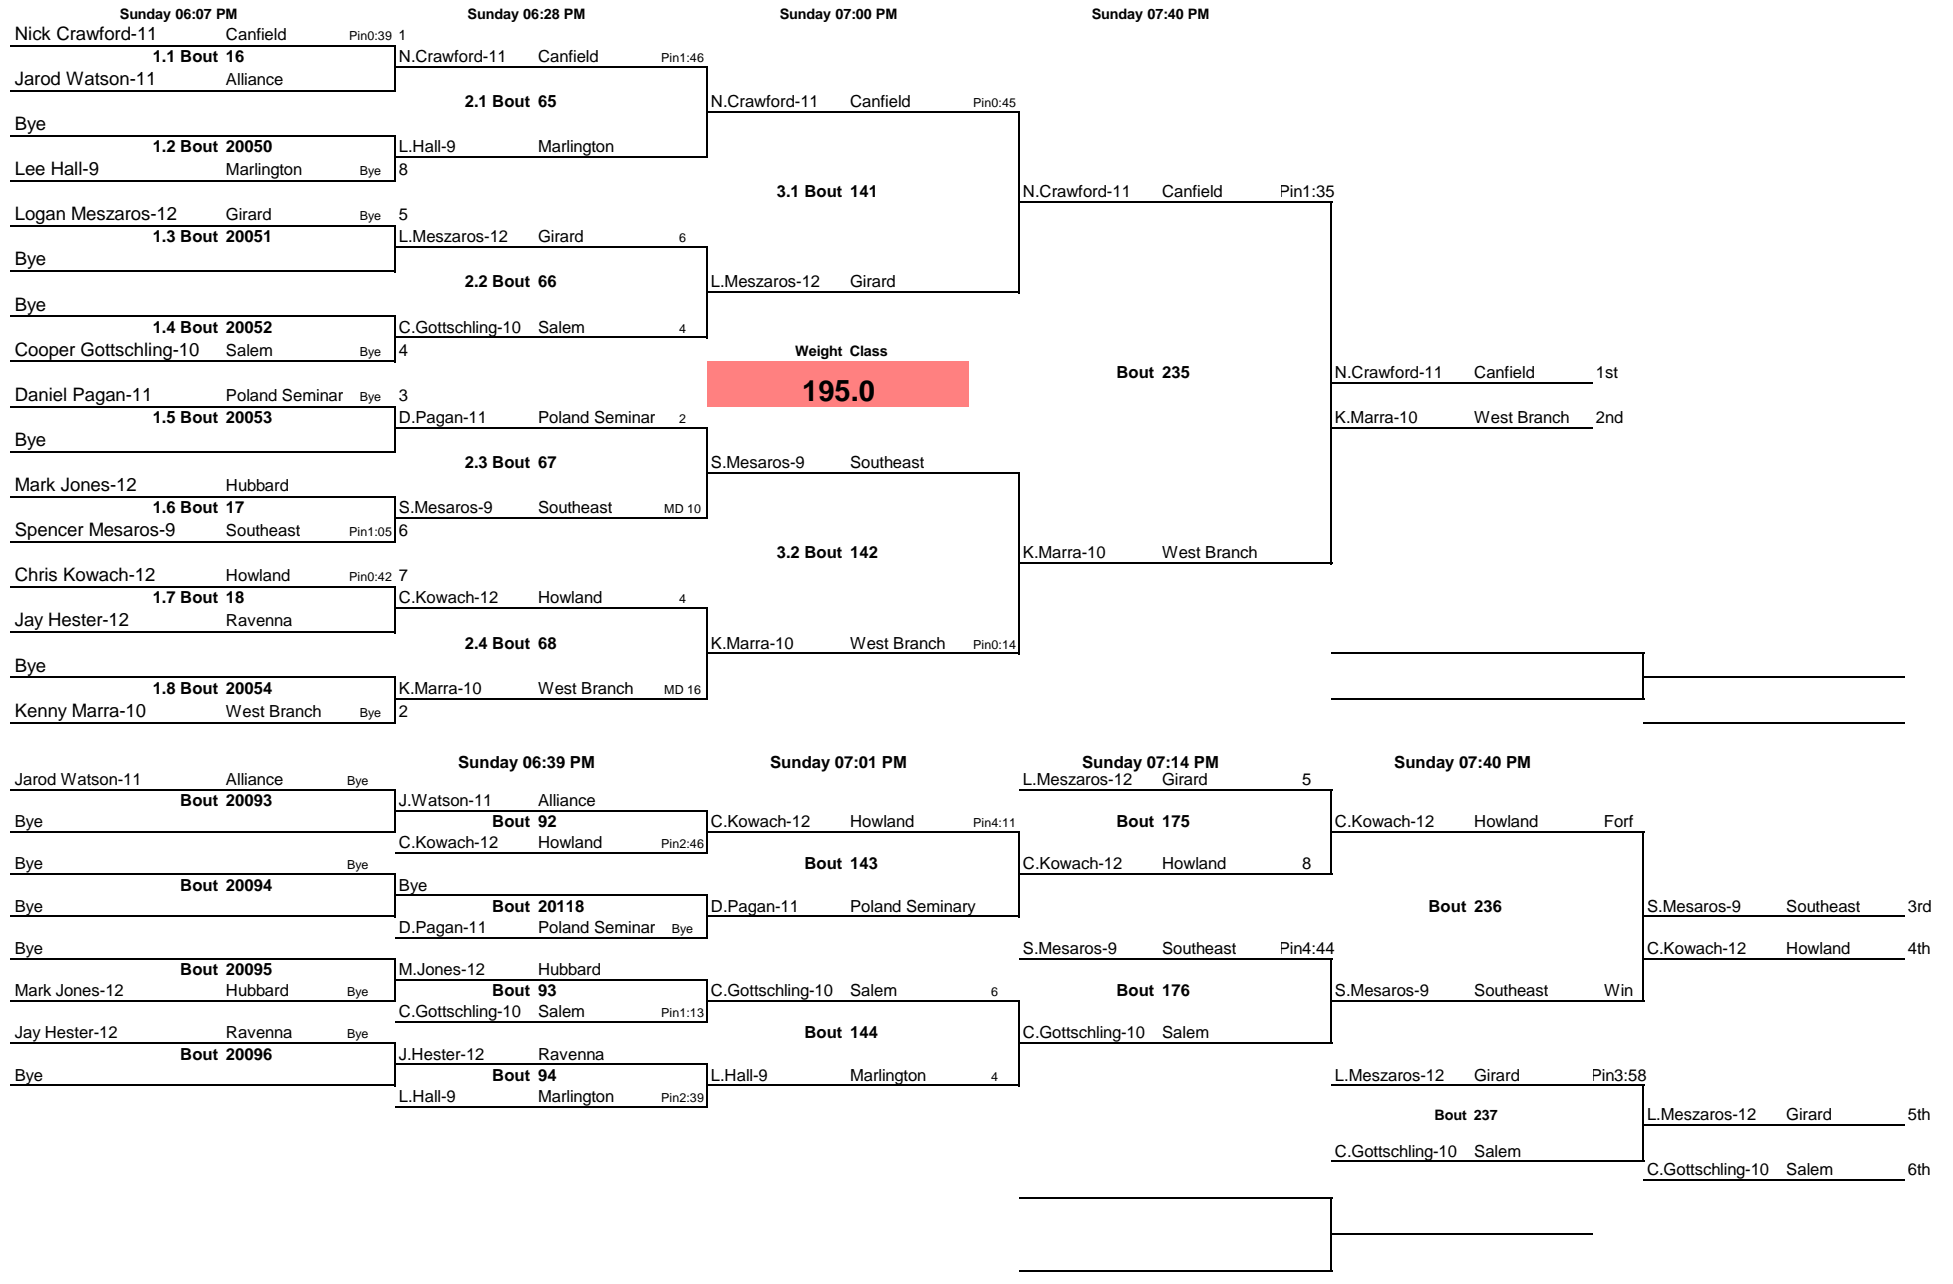 Sunday 06:07 PM Sunday 06:28 PM Sunday 07:00 PM Sunday 07:40 PM
Nick Crawford-11 Canfield Pin0:39 1
1.1 Bout 16 N.Crawford-11 Canfield Pin1:46
Jarod Watson-11 Alliance
2.1 Bout 65 N.Crawford-11 Canfield Pin0:45
Bye
1.2 Bout 20050 L.Hall-9 Marlington
Lee Hall-9 Marlington Bye 8
3.1 Bout 141 N.Crawford-11 Canfield Pin1:35
Logan Meszaros-12 Girard Bye 5
1.3 Bout 20051 L.Meszaros-12 Girard 6
Bye
2.2 Bout 66 L.Meszaros-12 Girard
Bye
1.4 Bout 20052 C.Gottschling-10 Salem 4
Cooper Gottschling-10 Salem Bye 4 Weight Class
Bout 235 N.Crawford-11 Canfield 1st
Daniel Pagan-11 Poland Seminar Bye 3 195.0
1.5 Bout 20053 D.Pagan-11 Poland Seminar 2 K.Marra-10 West Branch 2nd
Bye
2.3 Bout 67 S.Mesaros-9 Southeast
Mark Jones-12 Hubbard
1.6 Bout 17 S.Mesaros-9 Southeast MD 10
Spencer Mesaros-9 Southeast Pin1:05 6
3.2 Bout 142 K.Marra-10 West Branch
Chris Kowach-12 Howland Pin0:42 7
1.7 Bout 18 C.Kowach-12 Howland 4
Jay Hester-12 Ravenna
2.4 Bout 68 K.Marra-10 West Branch Pin0:14
Bye
1.8 Bout 20054 K.Marra-10 West Branch MD 16
Kenny Marra-10 West Branch Bye 2
Sunday 06:39 PM Sunday 07:01 PM Sunday 07:14 PM Sunday 07:40 PM
Jarod Watson-11 Alliance Bye L.Meszaros-12 Girard 5
Bout 20093 J.Watson-11 Alliance
Bye Bout 92 C.Kowach-12 Howland Pin4:11 Bout 175 C.Kowach-12 Howland Forf
C.Kowach-12 Howland Pin2:46
Bye Bye Bout 143 C.Kowach-12 Howland 8
Bout 20094 Bye
Bye Bout 20118 D.Pagan-11 Poland Seminary Bout 236 S.Mesaros-9 Southeast 3rd
D.Pagan-11 Poland Seminar Bye
Bye S.Mesaros-9 Southeast Pin4:44 C.Kowach-12 Howland 4th
Bout 20095 M.Jones-12 Hubbard
Mark Jones-12 Hubbard Bye Bout 93 C.Gottschling-10 Salem 6 Bout 176 S.Mesaros-9 Southeast Win
C.Gottschling-10 Salem Pin1:13
Jay Hester-12 Ravenna Bye Bout 144 C.Gottschling-10 Salem
Bout 20096 J.Hester-12 Ravenna
Bye Bout 94 L.Hall-9 Marlington 4 L.Meszaros-12 Girard Pin3:58
L.Hall-9 Marlington Pin2:39
Bout 237 L.Meszaros-12 Girard 5th
C.Gottschling-10 Salem
C.Gottschling-10 Salem 6th